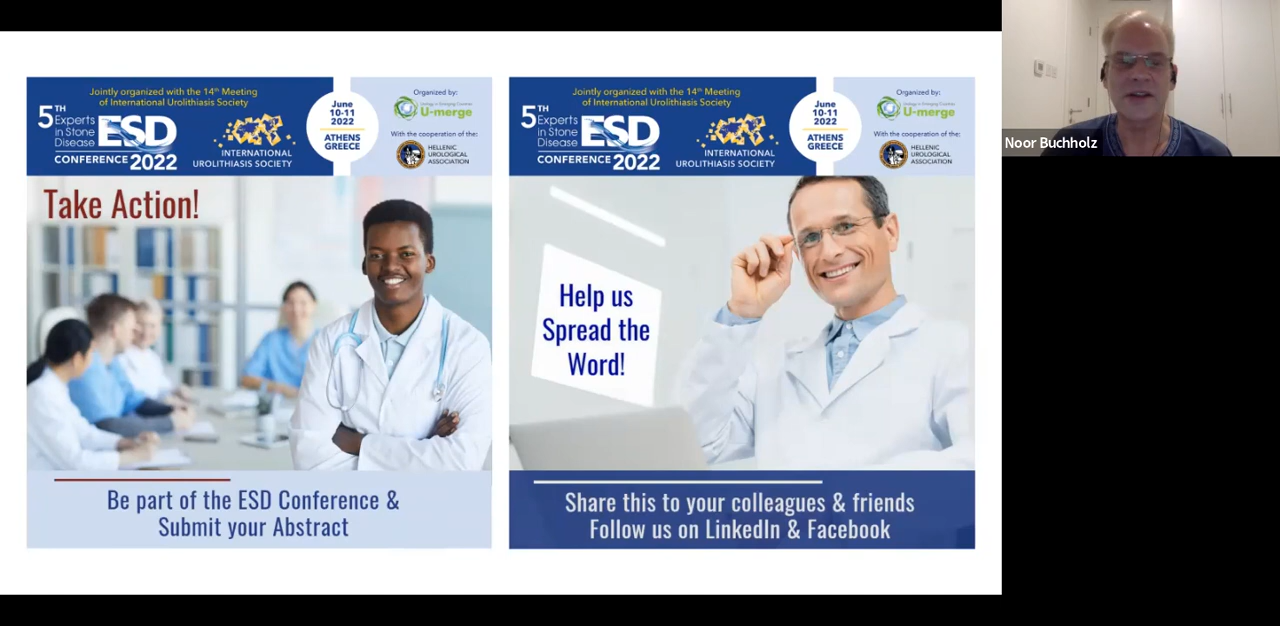 Jointly organized with the 14th Meeting
of International Urolithiasis Society
5TH
Experts
in Stone
Disease
ESD
CONFERENCE 2022
INTERNATIONAL
UROLITHIASIS SOCIETY
June
10-11
2022
ATHENS
GREECE
Organized by:
U-merge
With the cooperation of the:
HELLENIC
UROLOGICAL
ASSOCIATION
Take Action!
Be part of the ESD Conference &
Submit your Abstract
Jointly organized with the 14th Meeting
of International Urolithiasis Society
5TH
Experts
in Stone
Disease
ESD
CONFERENCE 2022
INTERNATIONAL
UROLITHIASIS SOCIETY
June
10-11
2022
ATHENS
GREECE
Organized by:
U-merge
With the cooperation of the:
HELLENIC
UROLOGICAL
ASSOCIATION
Help us
Spread the
Word!
Share this to your colleagues & friends
Follow us on LinkedIn & Facebook
Noor Buchholz